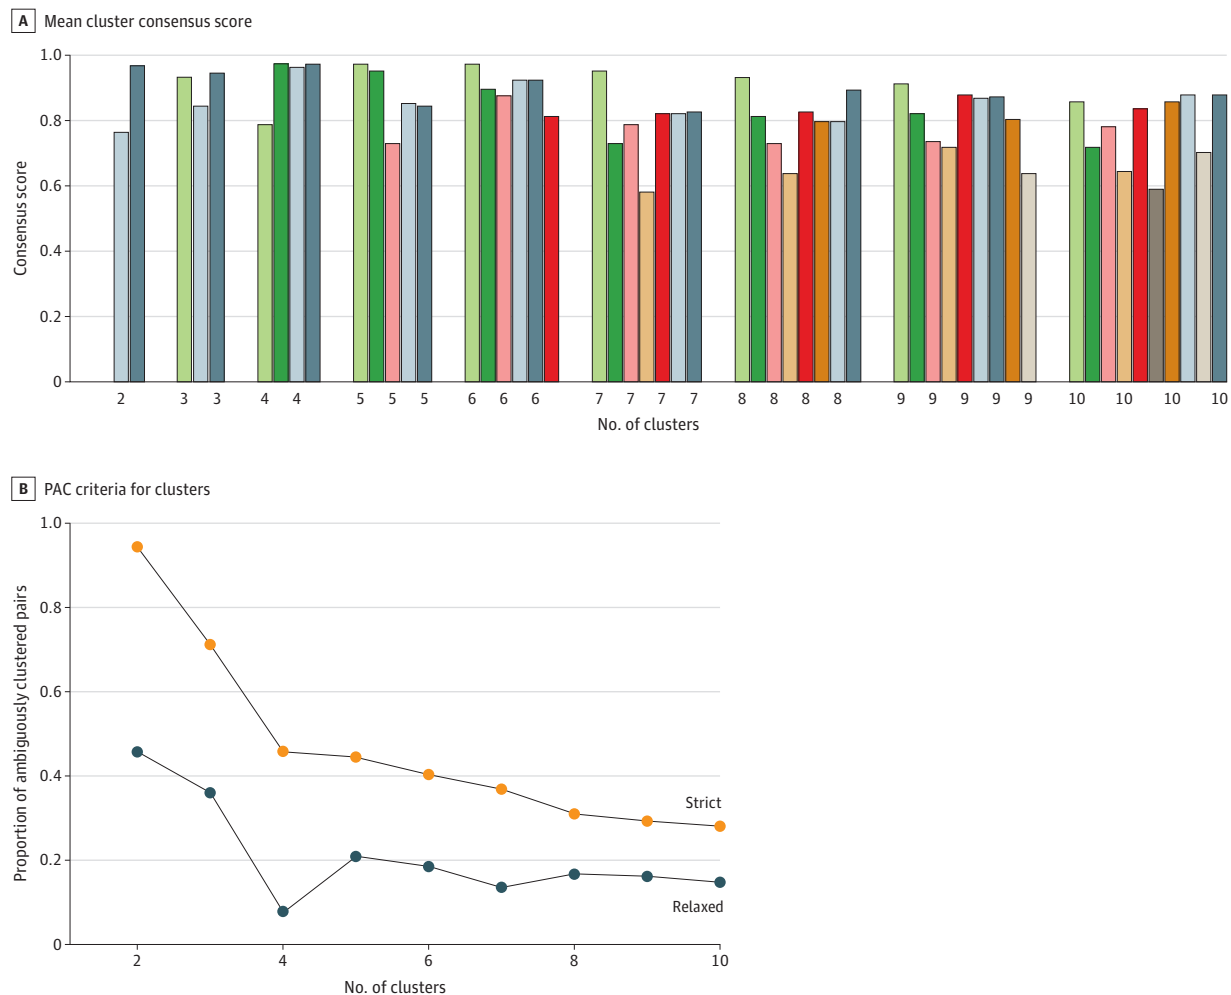 A Mean cluster consensus score
1.0
0.8
0.6
0.4
0.2
0
Consensus score
2 3 3 4 4 5 5 5 6 6 6 7 7 7 7 8 8 8 8 9 9 9 9 9 10 10 10 10
No. of clusters
B PAC criteria for clusters
1.0
0.8
0.6
0.4
0.2
0
Proportion of ambiguously clustered pairs
Strict
Relaxed
2 4 6 8 10
No. of clusters